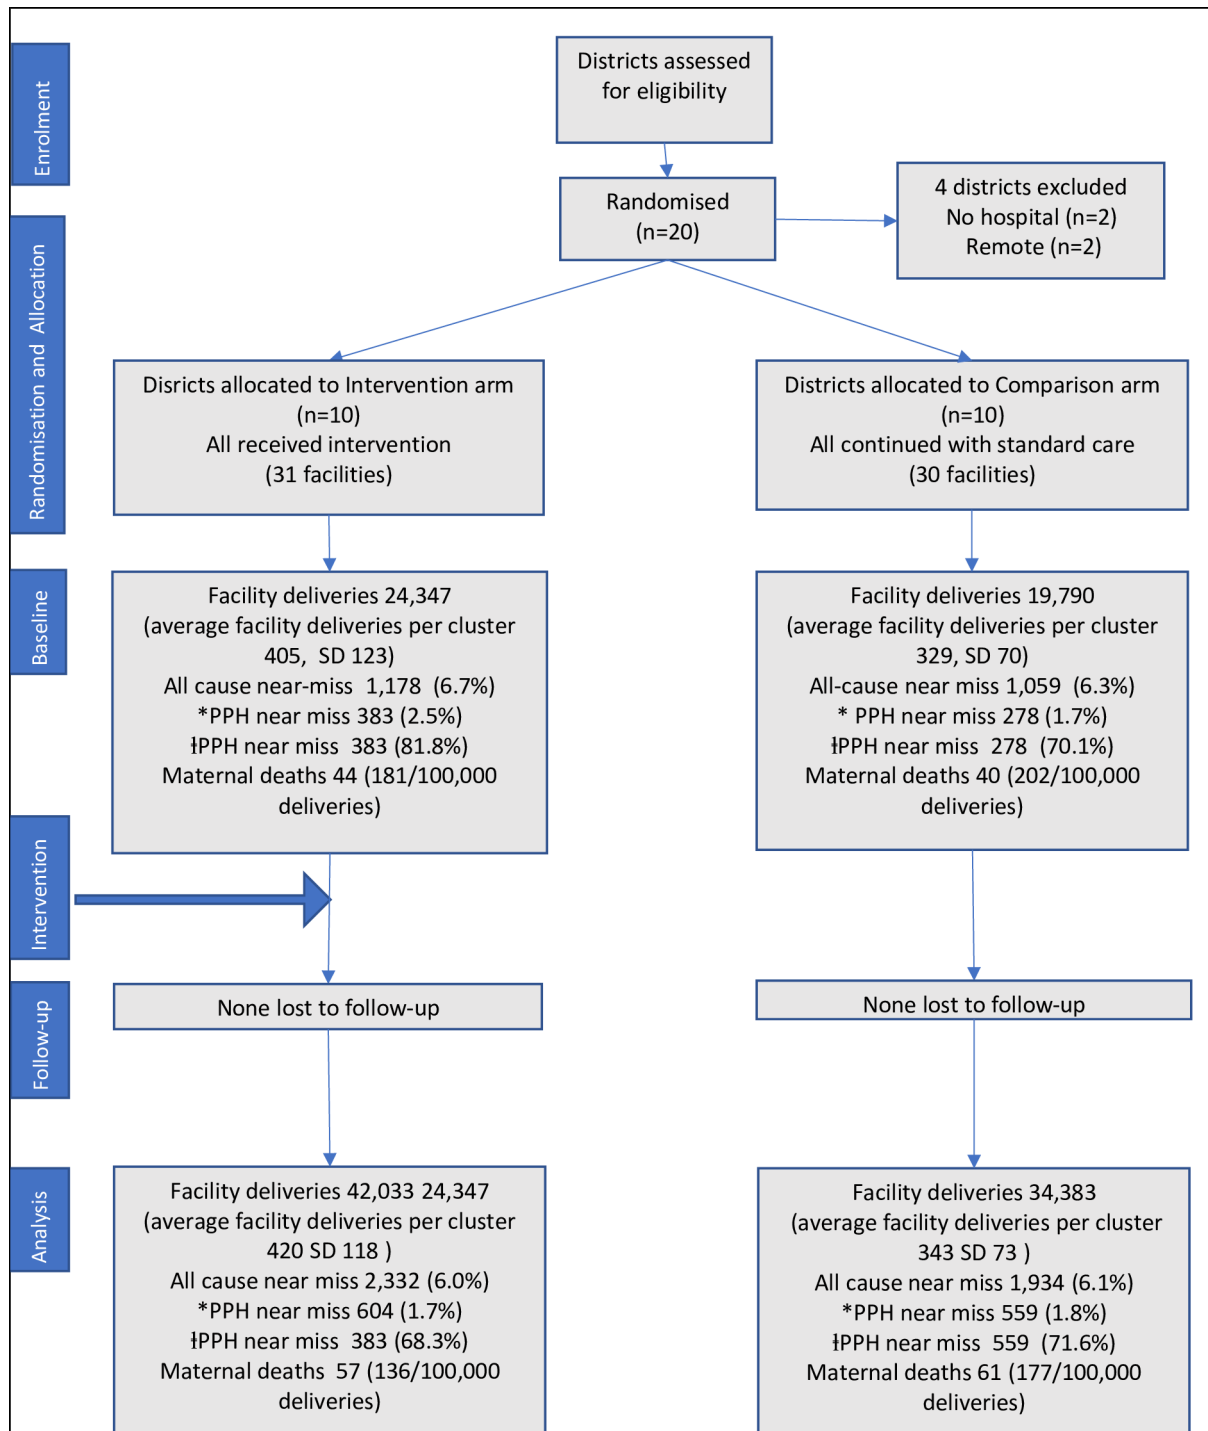 Enrolment
Districts assessed
for eligibility
Randomised
(n=20)
4 districts excluded
No hospital (n=2)
Remote (n=2)
Randomisation and Allocation
Disricts allocated to Intervention arm
(n=10)
All received intervention
(31 facilities)
Districts allocated to Comparison arm
(n=10)
All continued with standard care
(30 facilities)
Baseline
Facility deliveries 24,347
(average facility deliveries per cluster
405, SD 123)
All cause near-miss 1,178 (6.7%)
*PPH near miss 383 (2.5%)
ƗPPH near miss 383 (81.8%)
Maternal deaths 44 (181/100,000
deliveries)
Facility deliveries 19,790
(average facility deliveries per cluster
329, SD 70)
All-cause near miss 1,059 (6.3%)
* PPH near miss 278 (1.7%)
ƗPPH near miss 278 (70.1%)
Maternal deaths 40 (202/100,000
deliveries)
Intervention
Follow-up
None lost to follow-up
None lost to follow-up
Analysis
Facility deliveries 42,033 24,347
(average facility deliveries per cluster
420 SD 118 )
All cause near miss 2,332 (6.0%)
*PPH near miss 604 (1.7%)
ƗPPH near miss 383 (68.3%)
Maternal deaths 57 (136/100,000
deliveries)
Facility deliveries 34,383
(average facility deliveries per cluster
343 SD 73 )
All cause near miss 1,934 (6.1%)
*PPH near miss 559 (1.8%)
ƗPPH near miss 559 (71.6%)
Maternal deaths 61 (177/100,000
deliveries)